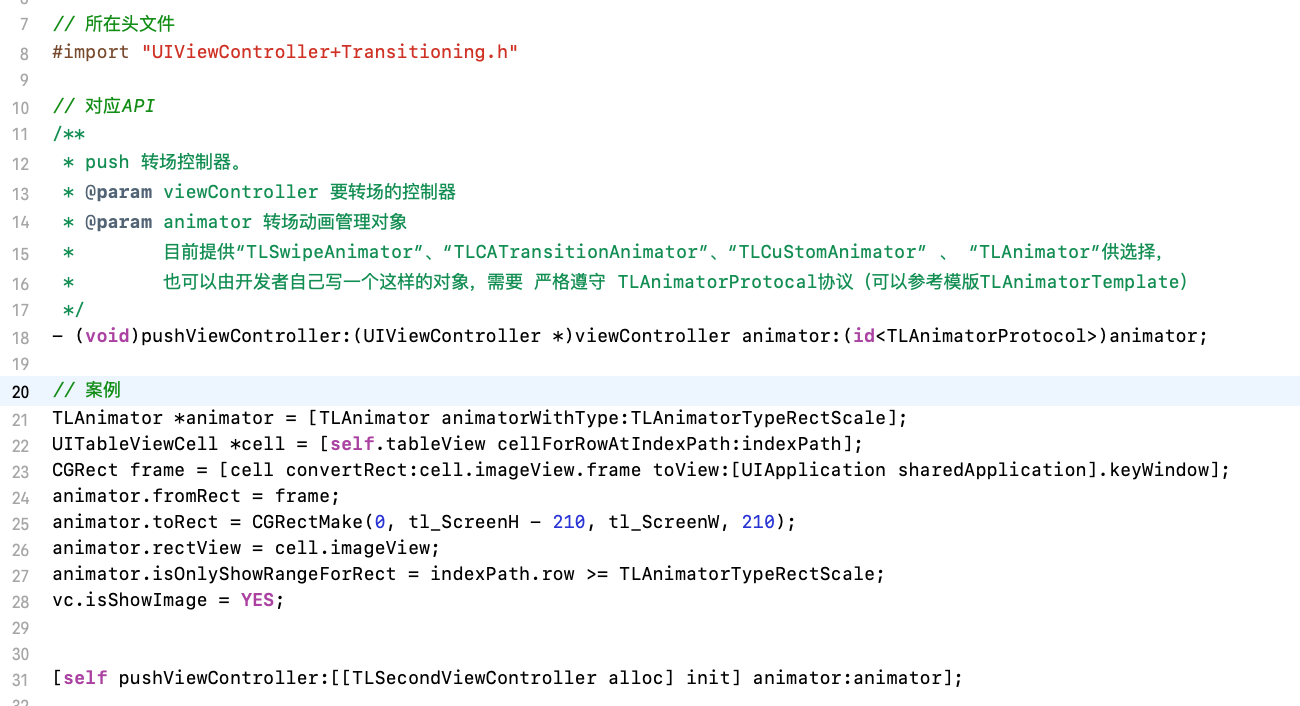 7 // 所在头文件
8 #import "UIViewController+Transitioning.h"
9
10 // 对应API
11 /**
12  * push 转场控制器。
13  * @param viewController 要转场的控制器
14  * @param animator 转场动画管理对象
15  *        目前提供“TLSwipeAnimator”、“TLCATransitionAnimator”、“TLCuStomAnimator” 、 “TLAnimator”供选择，
16  *        也可以由开发者自己写一个这样的对象，需要 严格遵守 TLAnimatorProtocal协议（可以参考模版TLAnimatorTemplate）
17  */
18 - (void)pushViewController:(UIViewController *)viewController animator:(id<TLAnimatorProtocol>)animator;
19
20 // 案例
21 TLAnimator *animator = [TLAnimator animatorWithType:TLAnimatorTypeRectScale];
22 UITableViewCell *cell = [self.tableView cellForRowAtIndexPath:indexPath];
23 CGRect frame = [cell convertRect:cell.imageView.frame toView:[UIApplication sharedApplication].keyWindow];
24 animator.fromRect = frame;
25 animator.toRect = CGRectMake(0, tl_ScreenH - 210, tl_ScreenW, 210);
26 animator.rectView = cell.imageView;
27 animator.isOnlyShowRangeForRect = indexPath.row >= TLAnimatorTypeRectScale;
28 vc.isShowImage = YES;
29
30
31 [self pushViewController:[[TLSecondViewController alloc] init] animator:animator];